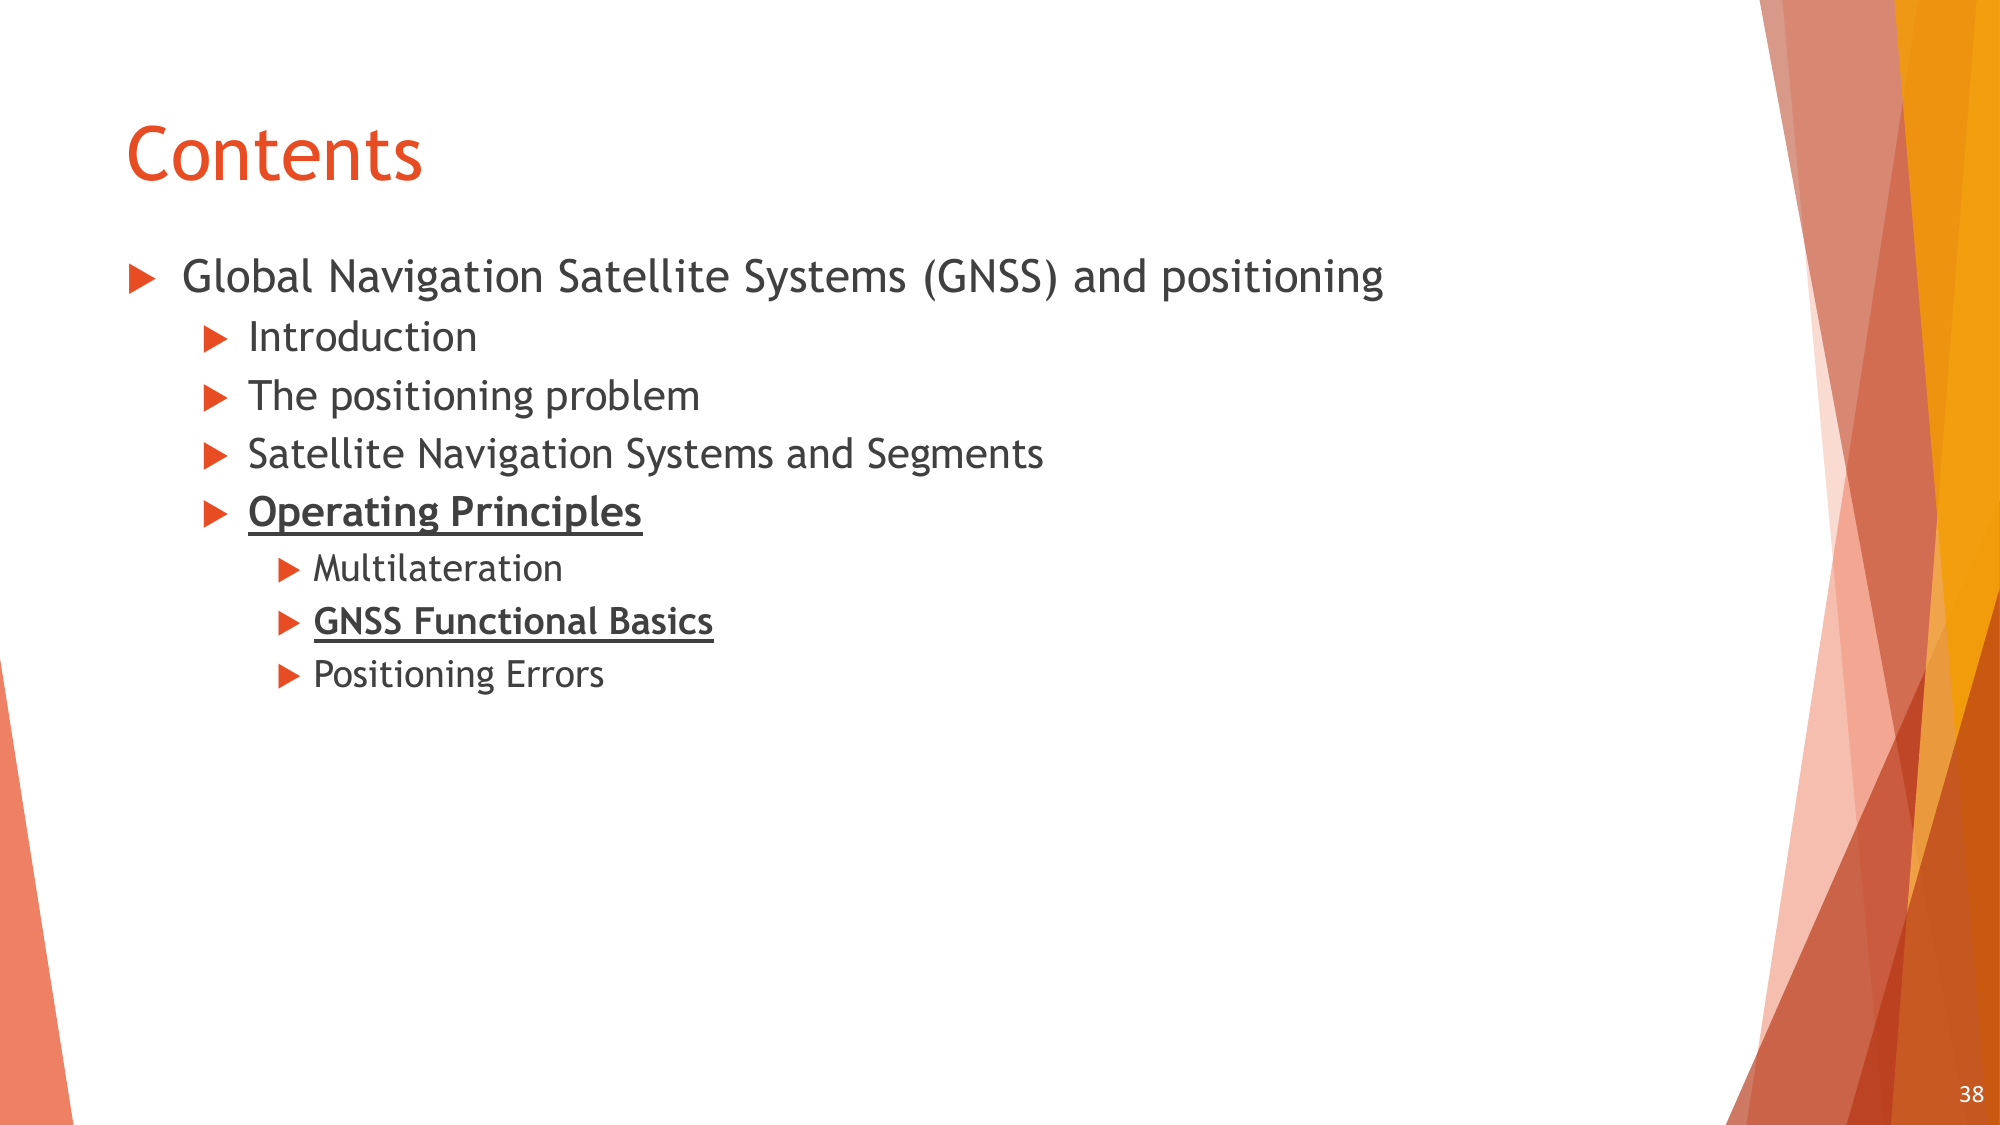 Contents
Global Navigation Satellite Systems (GNSS) and positioning
Introduction
The positioning problem
Satellite Navigation Systems and Segments
Operating Principles
Multilateration
GNSS Functional Basics
Positioning Errors
38